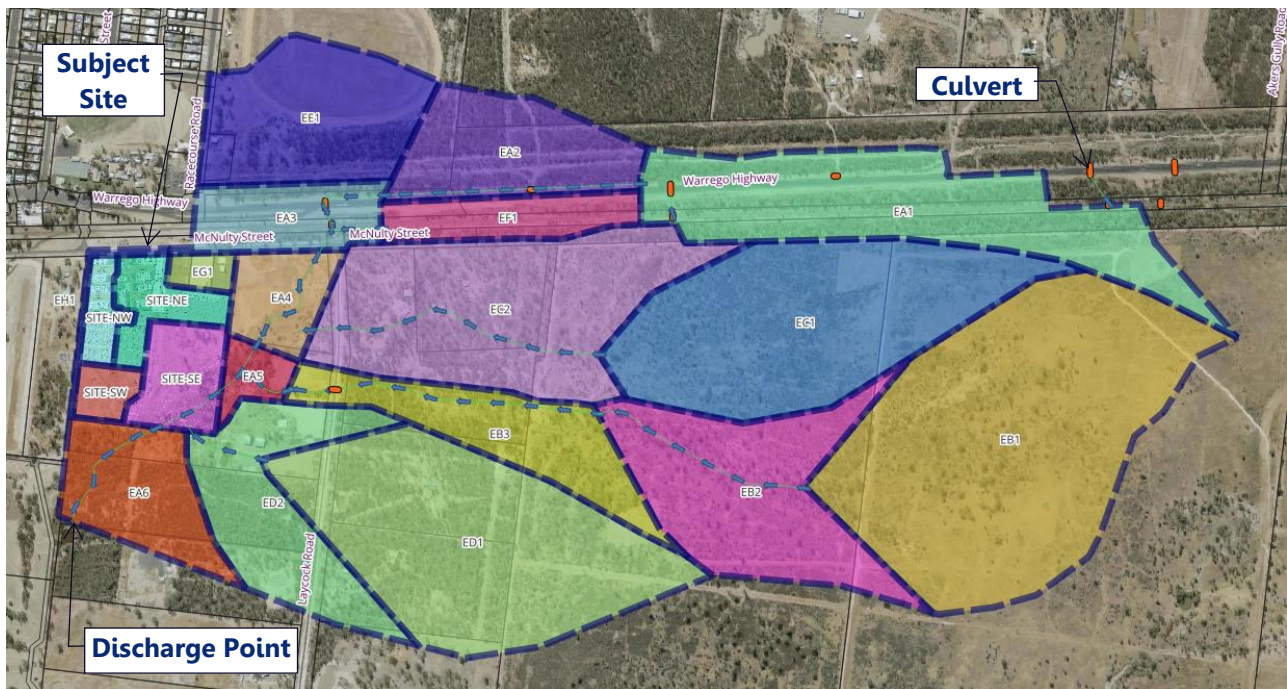 Street
Subject
Site
Culvert
Akers Gully Road
Racecourse Road
EE1
EA2
Warrego Highway
Warrego Highway
EA3
EF1
EA1
McNulty Street
McNulty Street
EH1
EG1
SITE-NE
SITE-NW
EA4
EC2
EC1
SITE-SE
EA5
SITE-SW
EB3
EB1
EA6
ED2
EB2
ED1
Laycock Road
Discharge Point